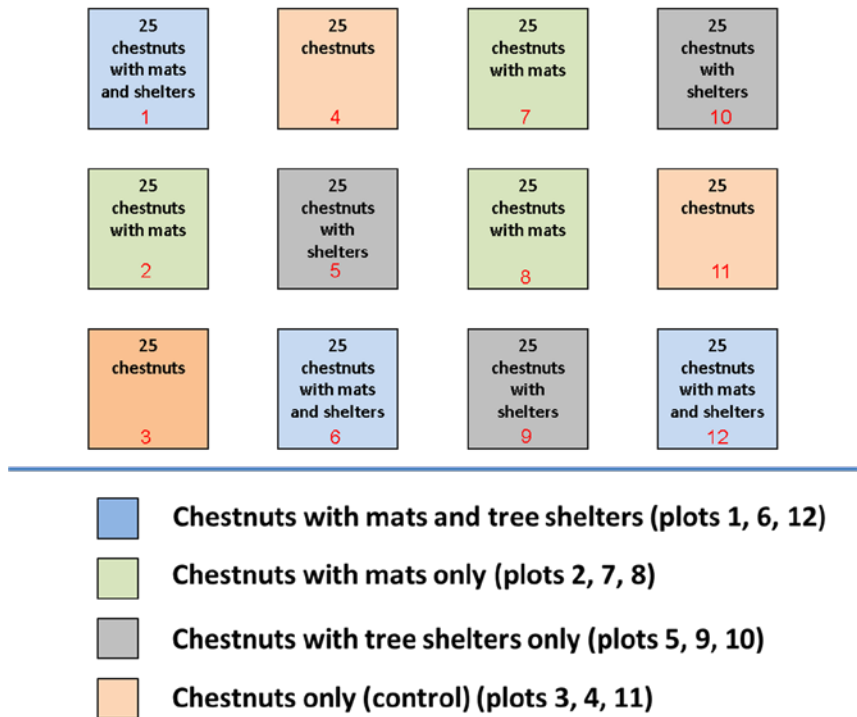 25
chestnuts
with mats
and shelters
1
25
chestnuts
4
25
chestnuts
with mats
7
25
chestnuts
with
shelters
10
25
chestnuts
with mats
2
25
chestnuts
with
shelters
5
25
chestnuts
with mats
8
25
chestnuts
11
25
chestnuts
3
25
chestnuts
with mats
and shelters
6
25
chestnuts
with
shelters
9
25
chestnuts
with mats
and shelters
12
Chestnuts with mats and tree shelters (plots 1, 6, 12)
Chestnuts with mats only (plots 2, 7, 8)
Chestnuts with tree shelters only (plots 5, 9, 10)
Chestnuts only (control) (plots 3, 4, 11)